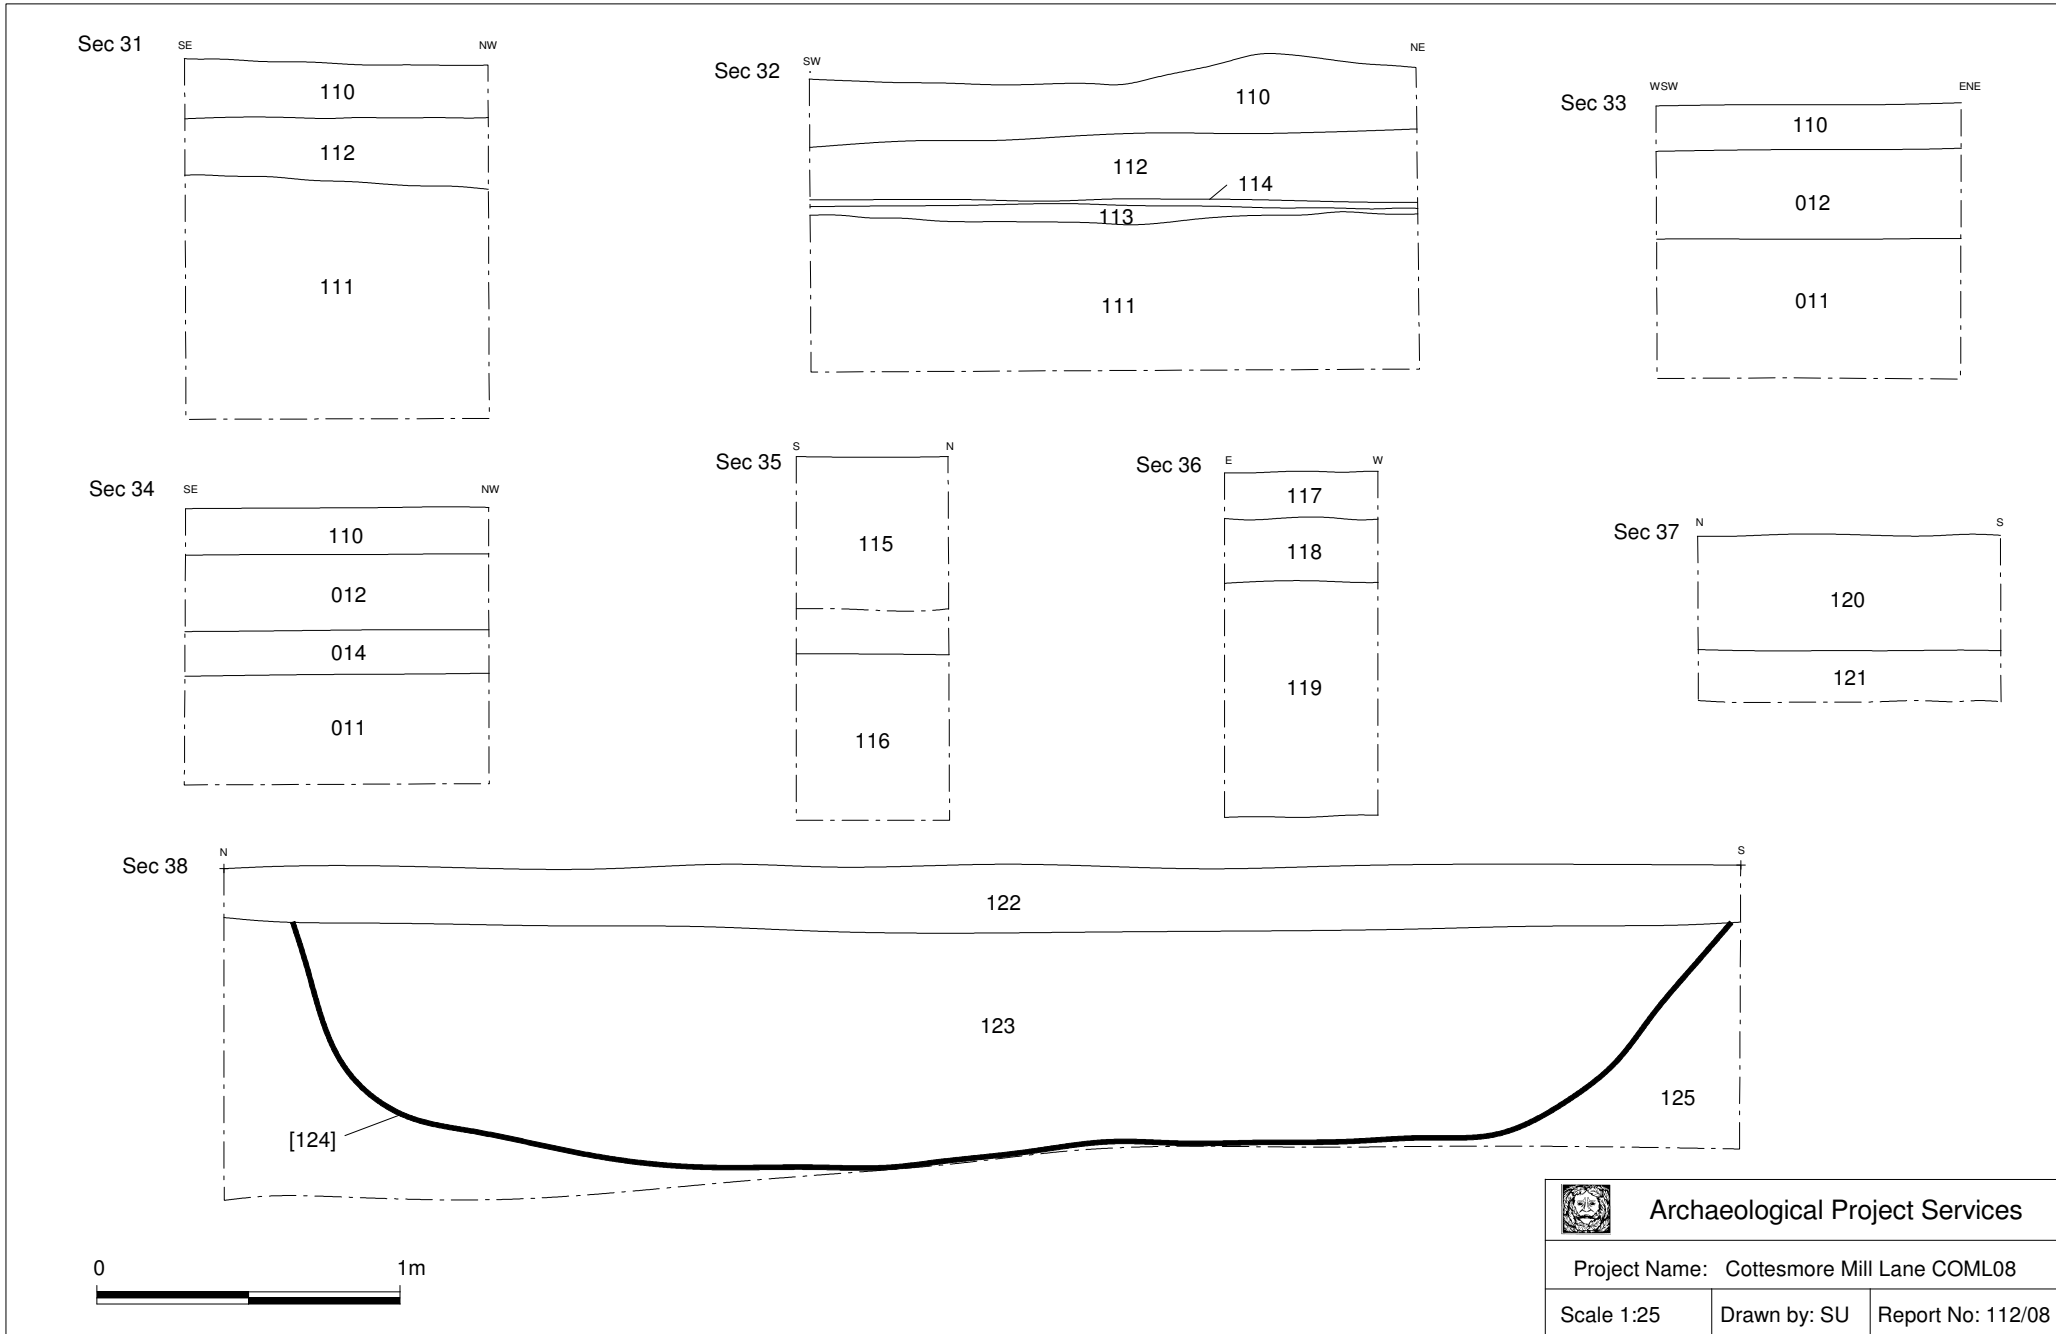 Sec 31
SE
NW
110
112
111
Sec 32
SW
NE
110
112
114
113
111
Sec 33
WSW
ENE
110
012
011
Sec 34
SE
NW
110
012
014
011
Sec 35
S
N
115
116
Sec 36
E
W
117
118
119
Sec 37
N
S
120
121
Sec 38
N
S
122
123
[124]
125
0
1m
Archaeological Project Services
Project Name: Cottesmore Mill Lane COML08
Scale 1:25
Drawn by: SU
Report No: 112/08